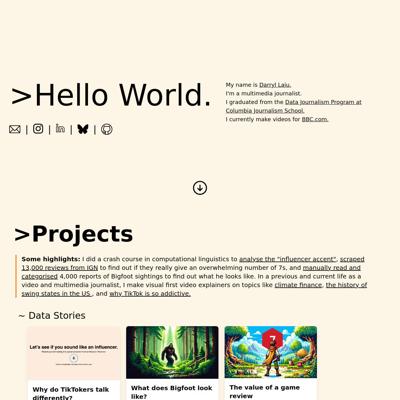 >Hello World.
My name is Darryl Laiu.
I'm a multimedia journalist.
I graduated from the Data Journalism Program at
Columbia Journalism School.
I currently make videos for BBC.com.
>Projects
Some highlights: I did a crash course in computational linguistics to analyse the "influencer accent", scraped
13,000 reviews from IGN to find out if they really give an overwhelming number of 7s, and manually read and
categorised 4,000 reports of Bigfoot sightings to find out what he looks like. In a previous and current life as a
video and multimedia journalist, I make visual first video explainers on topics like climate finance, the history of
swing states in the US , and why TikTok is so addictive.
~ Data Stories
Let's see if you sound like an influencer.
7
Why do TikTokers talk
differently?
What does Bigfoot look
like?
The value of a game
review